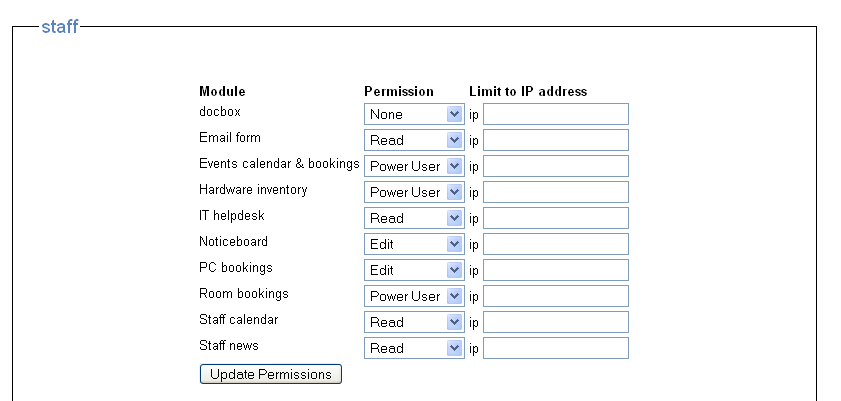 staff
Module Permission Limit to IP address
docbox None ip
Email form Read ip
Events calendar & bookings Power User ip
Hardware inventory Power User ip
IT helpdesk Read ip
Noticeboard Edit ip
PC bookings Edit ip
Room bookings Power User ip
Staff calendar Read ip
Staff news Read ip
Update Permissions